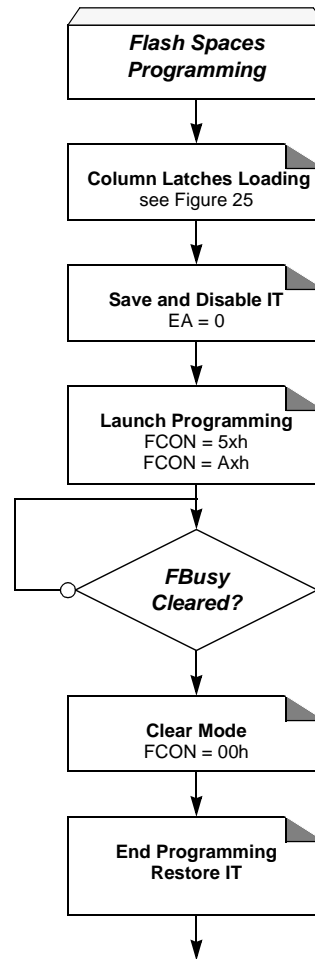 Flash Spaces
Programming
Column Latches Loading
see Figure 25
Save and Disable IT
EA = 0
Launch Programming
FCON = 5xh
FCON = Axh
FBusy
Cleared?
Clear Mode
FCON = 00h
End Programming
Restore IT